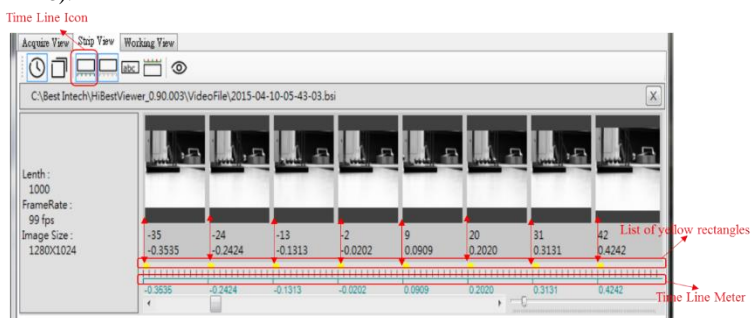 Time Line Icon
Acquire View Strip View Working View
abc
C:\Best Intech\HiBestViewer_0.90.003\VideoFile\2015-04-10-05-43-03.bsi X
Lenth :
1000
FrameRate :
99 fps
Image Size :
1280X1024
-35 -24 -13 -2 9 20 31 42
-0.3535 -0.2424 -0.1313 -0.0202 0.0909 0.2020 0.3131 0.4242
List of yellow rectangles
-0.3636 -0.2424 -0.1313 -0.0202 0.0909 0.2020 0.3131 0.4242
Time Line Meter